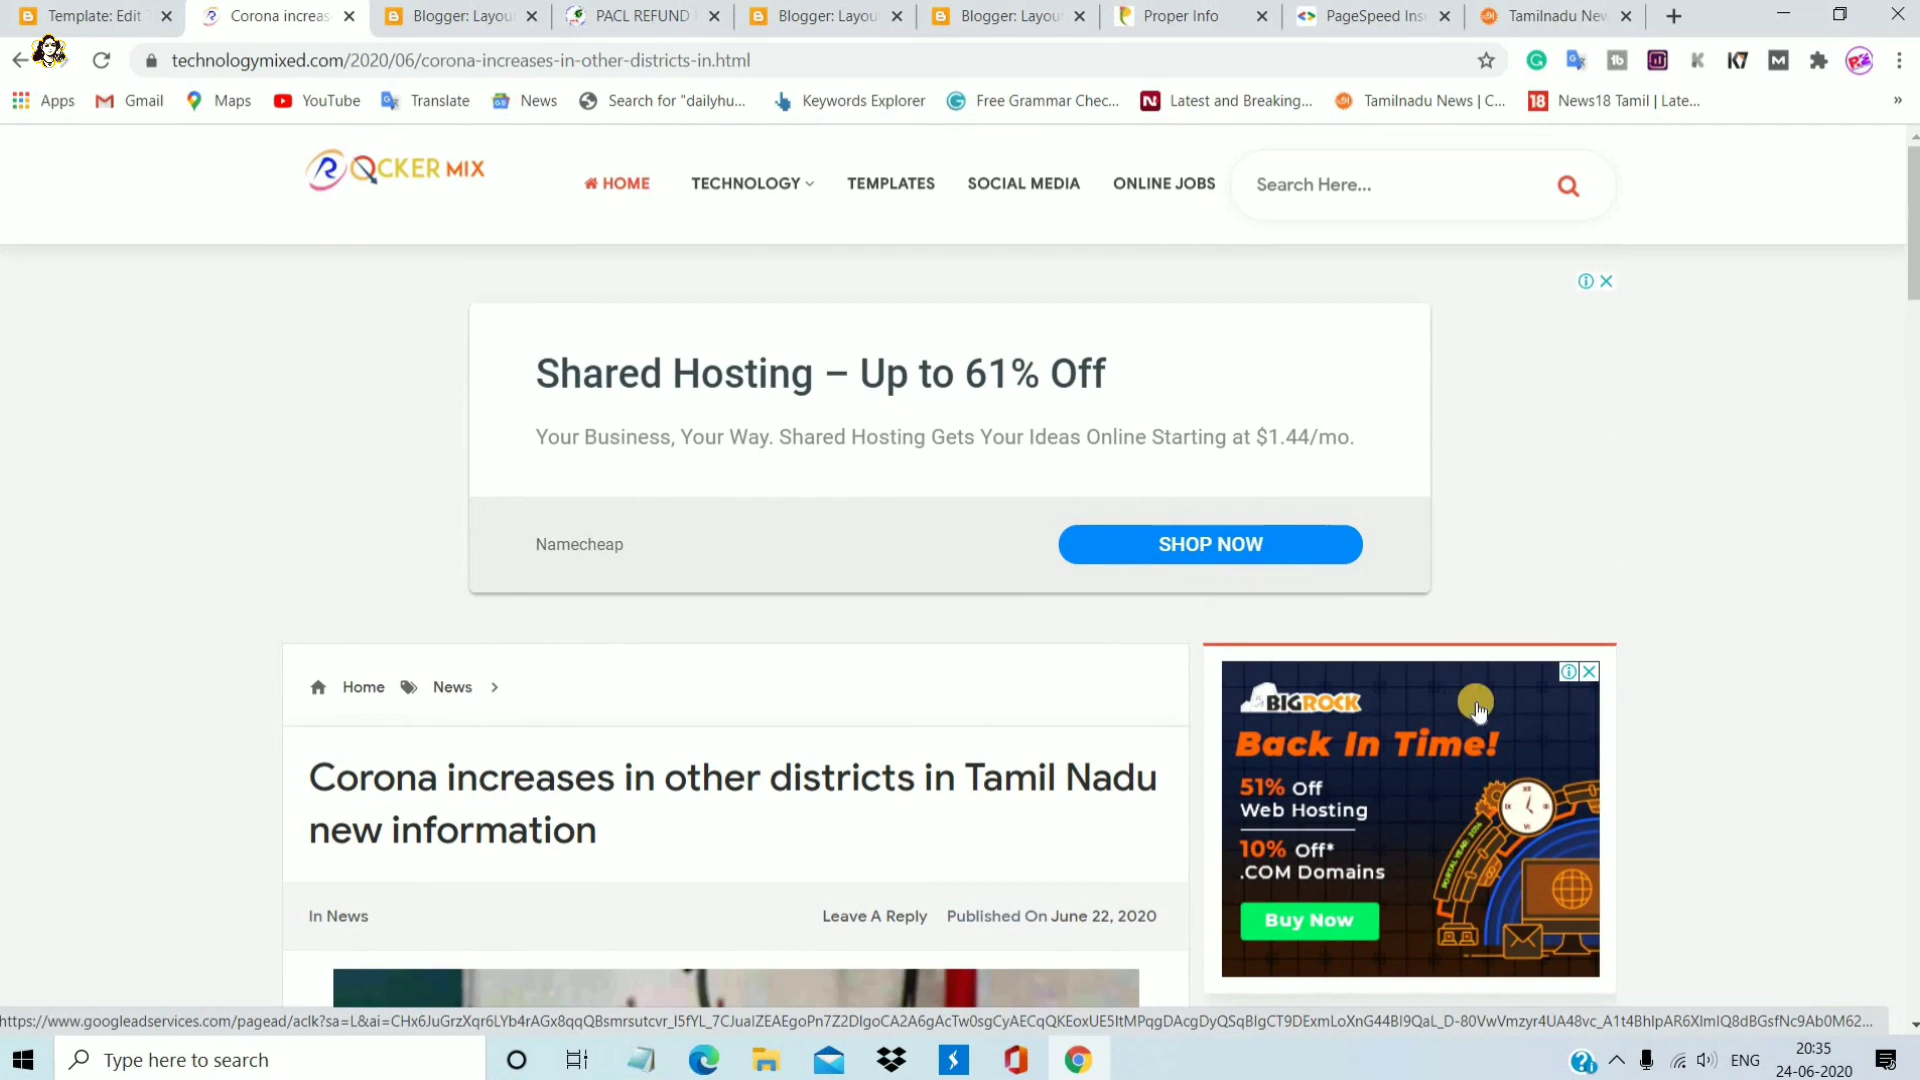 Template: Edit T
Corona increas
Blogger: Layou
PACL REFUND
Blogger: Layou
Blogger: Layou
Proper Info
PageSpeed Ins
Tamilnadu New
technologymixed.com/2020/06/corona-increases-in-other-districts-in.html
Apps
Gmail
Maps
YouTube
Translate
News
Search for "dailyhu...
Keywords Explorer
Free Grammar Chec...
Latest and Breaking...
Tamilnadu News | C...
News18 Tamil | Late...
ROCKER MIX
HOME
TECHNOLOGY
TEMPLATES
SOCIAL MEDIA
ONLINE JOBS
Search Here...
Shared Hosting – Up to 61% Off
Your Business, Your Way. Shared Hosting Gets Your Ideas Online Starting at $1.44/mo.
Namecheap
SHOP NOW
Home
News
Corona increases in other districts in Tamil Nadu
new information
In News
Leave A Reply
Published On June 22, 2020
BIGROCK
Back In Time!
51% Off
Web Hosting
10% Off*
.COM Domains
Buy Now
Type here to search
ENG
20:35
24-06-2020